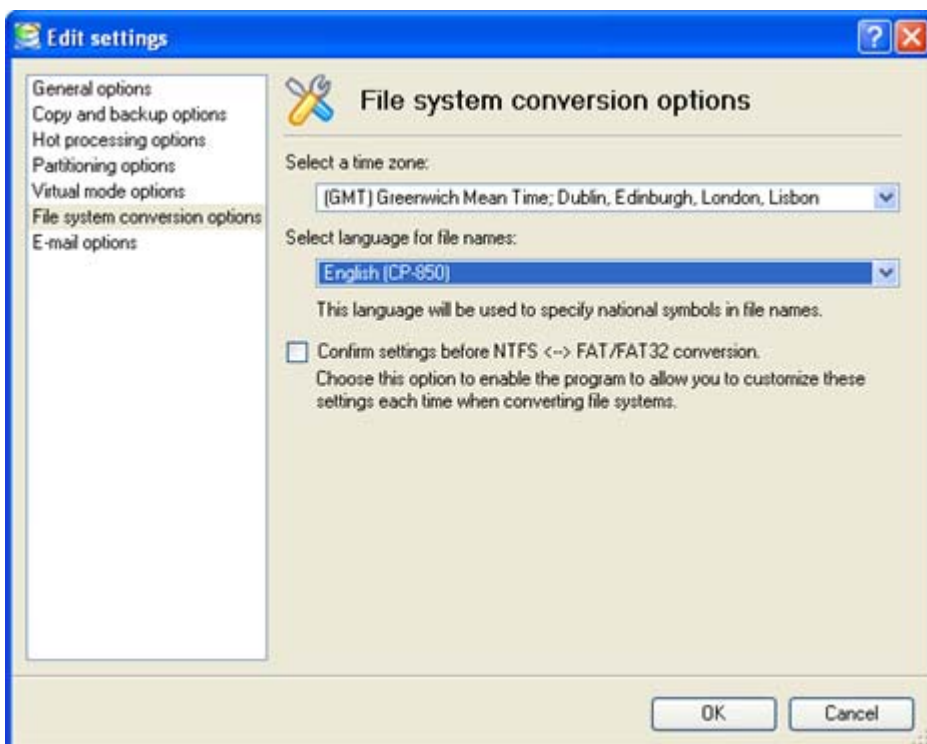 Edit settings
General options
Copy and backup options
Hot processing options
Partitioning options
Virtual mode options
File system conversion options
E-mail options
File system conversion options
Select a time zone:
(GMT) Greenwich Mean Time; Dublin, Edinburgh, London, Lisbon
Select language for file names:
English (CP-850)
This language will be used to specify national symbols in file names.
Confirm settings before NTFS <--> FAT/FAT32 conversion.
Choose this option to enable the program to allow you to customize these
settings each time when converting file systems.
OK
Cancel